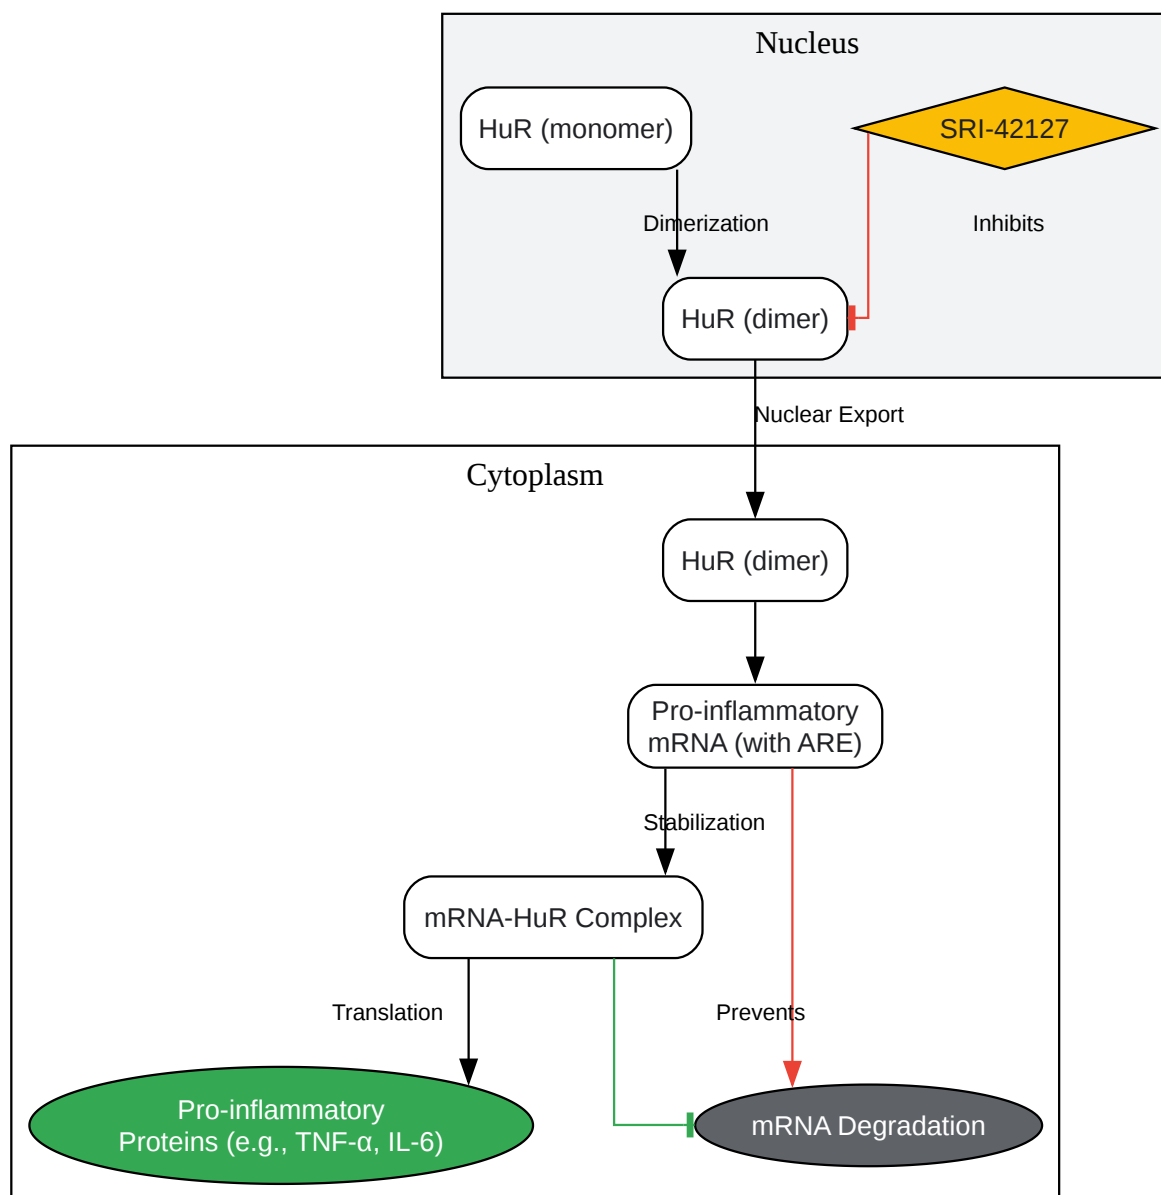 Nucleus
HuR (monomer)
SRI-42127
Dimerization
Inhibits
HuR (dimer)
Nuclear Export
Cytoplasm
HuR (dimer)
Pro-inflammatory
mRNA (with ARE)
Stabilization
mRNA-HuR Complex
Translation
Prevents
Pro-inflammatory
Proteins (e.g., TNF-α, IL-6)
mRNA Degradation